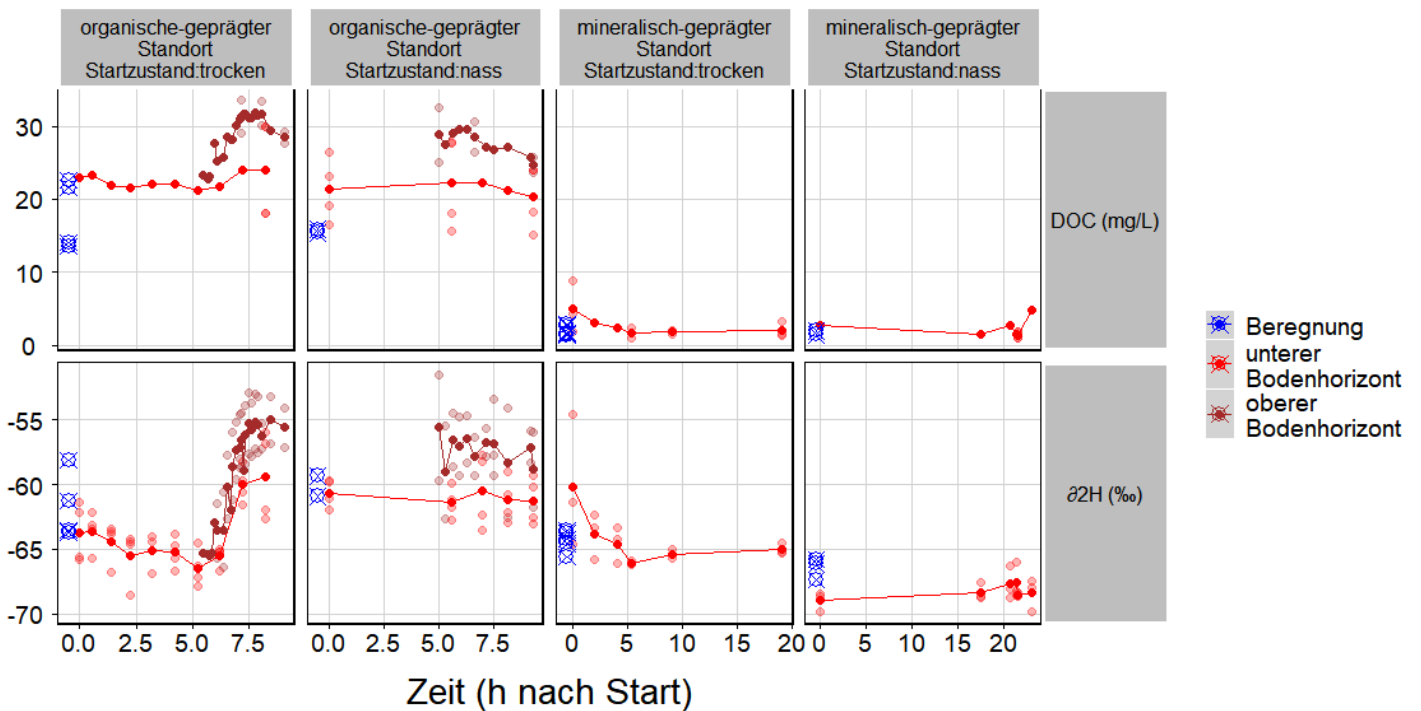 organische-geprägter
Standort
Startzustand:trocken
organische-geprägter
Standort
Startzustand:nass
mineralisch-geprägter
Standort
Startzustand:trocken
mineralisch-geprägter
Standort
Startzustand:nass
30
20
10
0
DOC (mg/L)
-55
-60
-65
-70
∂2H (‰)
0.0 2.5 5.0 7.5
0.0 2.5 5.0 7.5
0 5 10 15 20
0 5 10 15 20
Zeit (h nach Start)
Beregnung
unterer
Bodenhorizont
oberer
Bodenhorizont